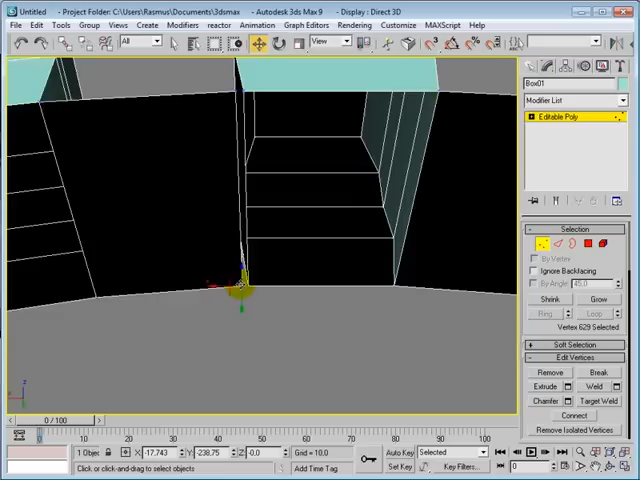 Untitled - Project Folder: C:\Users\Rasmus\Documents\3dsmax - Autodesk 3ds Max 9 - Display : Direct 3D
File Edit Tools Group Views Create Modifiers reactor Animation Graph Editors Rendering Customize MAXScript Help
All View
Box01
Modifier List
Editable Poly
Selection
By Vertex
Ignore Backfacing
By Angle: 45,0
Shrink Grow
Ring Loop
Vertex 629 Selected
Soft Selection
Edit Vertices
Remove Break
Extrude Weld
Chamfer Target Weld
Connect
Remove Isolated Vertices
z
x
0 / 100
0 10 20 30 40 50 60 70 80 90 100
1 Objec X -17,743 Y -238,75 Z -0,0 Grid = 10,0 Auto Key Selected
Click or click-and-drag to select objects Add Time Tag Set Key Key Filters... 0